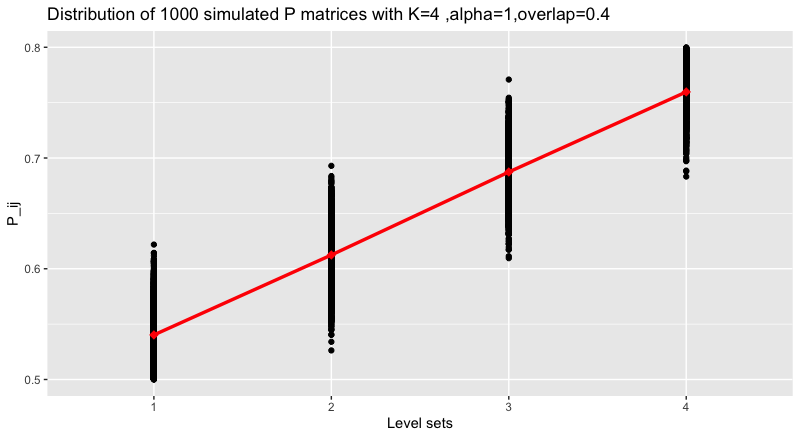 Distribution of 1000 simulated P matrices with K=4 ,alpha=1,overlap=0.4
0.8
0.7
0.6
0.5
P_ij
1 2 3 4
Level sets